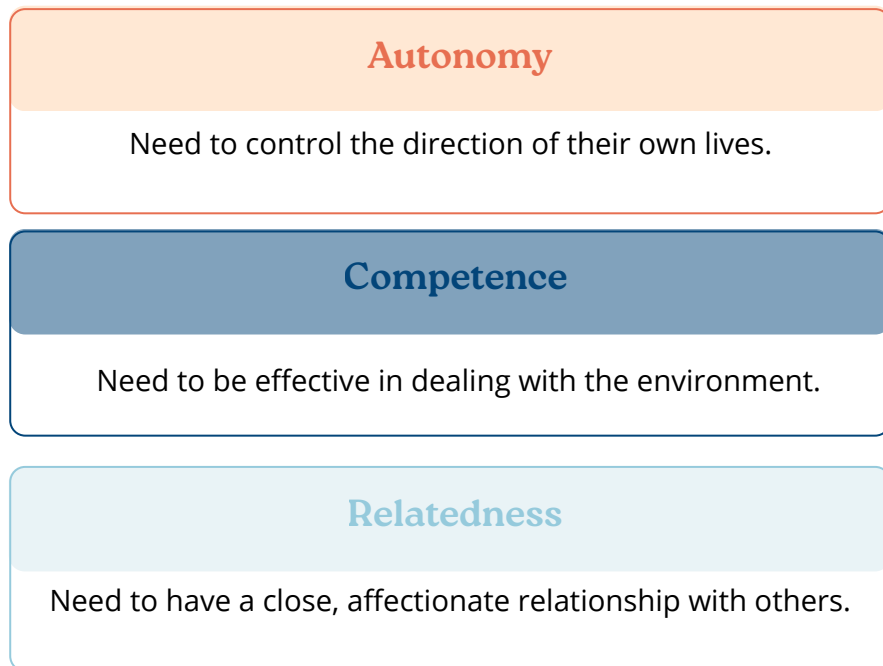 Autonomy
Need to control the direction of their own lives.
Competence
Need to be effective in dealing with the environment.
Relatedness
Need to have a close, affectionate relationship with others.